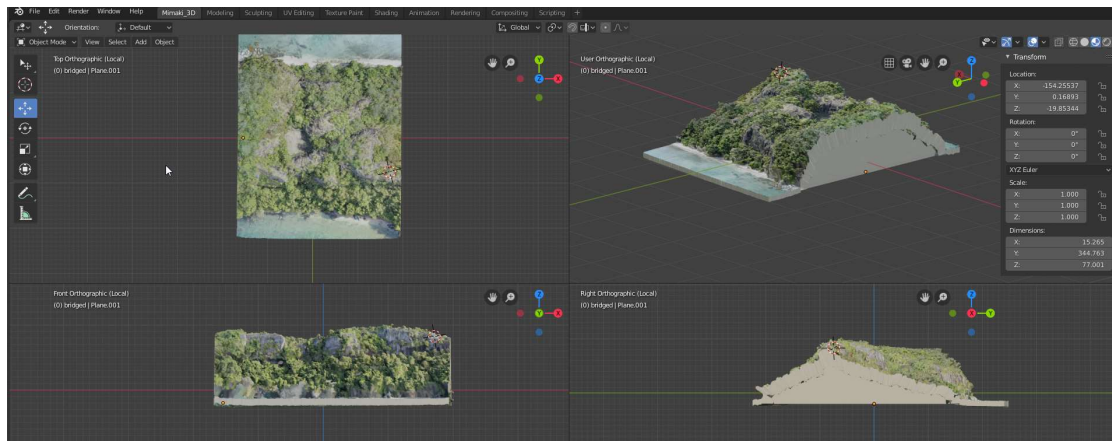 File Edit Render Window Help Mimaki_3D Modeling Sculpting UV Editing Texture Paint Shading Animation Rendering Compositing Scripting +
Orientation: Default Global
Object Mode View Select Add Object
Top Orthographic (Local)
(0) bridged | Plane.001
Y
Z
X
User Orthographic (Local)
(0) bridged | Plane.001
Z
Y
Transform
Location:
X: -154.25537
Y: 0.16893
Z: -19.85344
Rotation:
X: 0°
Y: 0°
Z: 0°
XYZ Euler
Scale:
X: 1.000
Y: 1.000
Z: 1.000
Dimensions:
X: 15.265
Y: 344.763
Z: 77.001
Front Orthographic (Local)
(0) bridged | Plane.001
Z
Y
X
Right Orthographic (Local)
(0) bridged | Plane.001
Z
X
Y